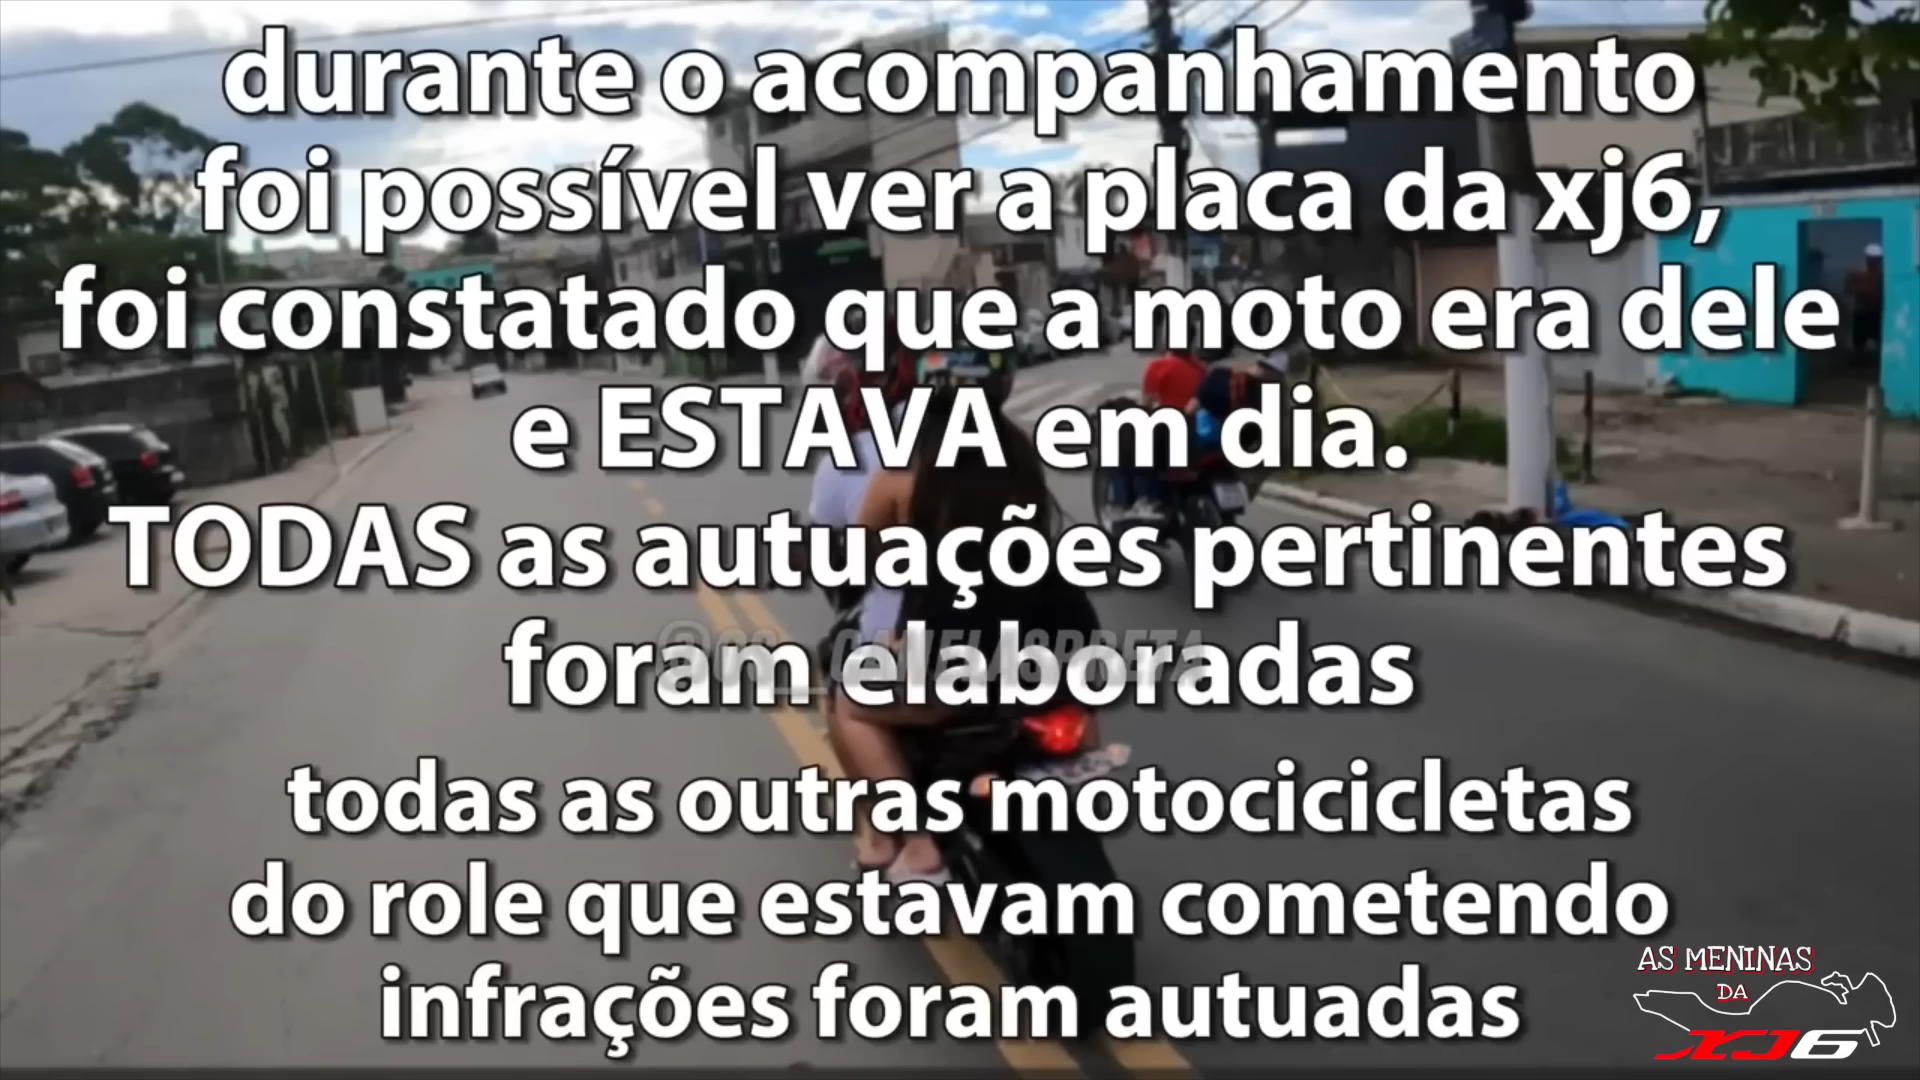 durante o acompanhamento
foi possível ver a placa da xj6,
foi constatado que a moto era dele
e ESTAVA em dia.
TODAS as autuações pertinentes
foram elaboradas
todas as outras motocicicletas
do role que estavam cometendo
infrações foram autuadas
AS MENINAS
DA
XJ6